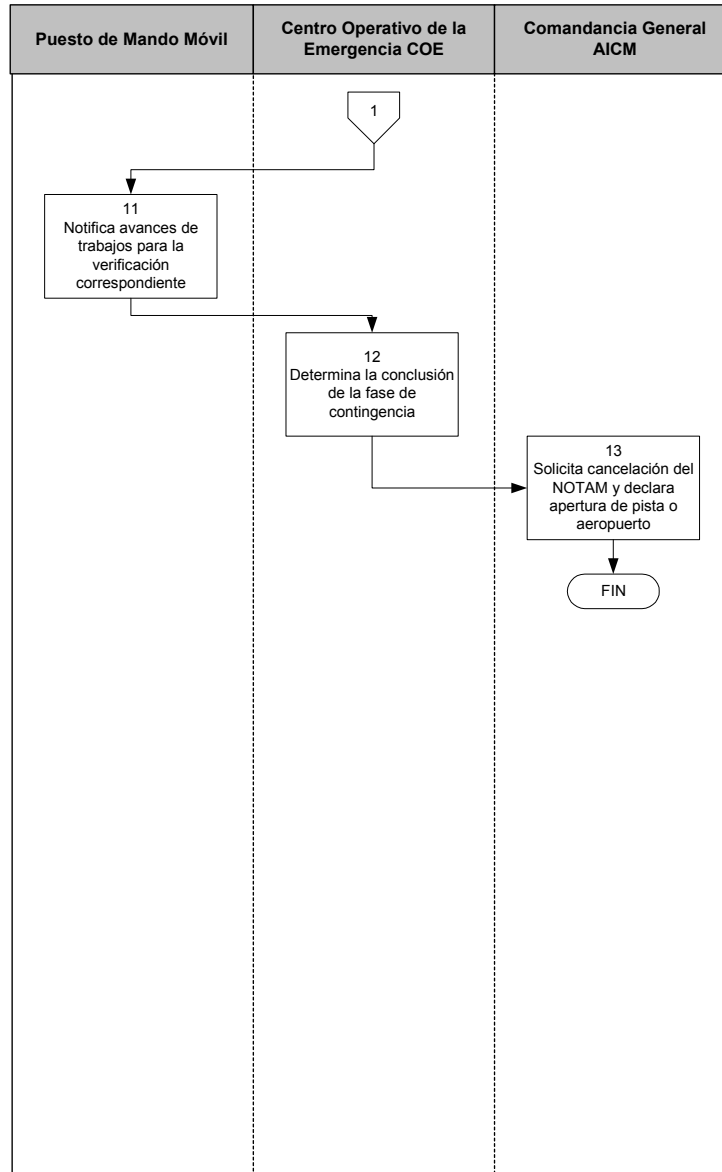 Puesto de Mando Móvil
Centro Operativo de la
Emergencia COE
Comandancia General
AICM
1
11
Notifica avances de
trabajos para la
verificación
correspondiente
12
Determina la conclusión
de la fase de
contingencia
13
Solicita cancelación del
NOTAM y declara
apertura de pista o
aeropuerto
FIN